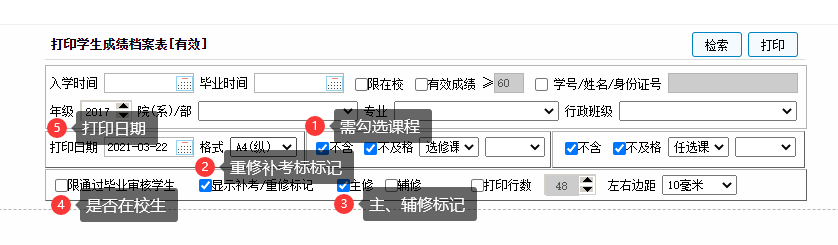 打印学生成绩档案表[有效]
检索
打印
入学时间 毕业时间 限在校 有效成绩 ≥60 学号/姓名/身份证号
年级 2017 院(系)/部 专业 行政班级
1 需勾选课程
5 打印日期
打印日期 2021-03-22 格式 A4(纵) 不含 不及格 选修课 不含 不及格 任选课
2 重修补考标标记
限通过毕业审核学生 显示补考/重修标记 主修 辅修 打印行数 48 左右边距 10毫米
4 是否在校生
3 主、辅修标记